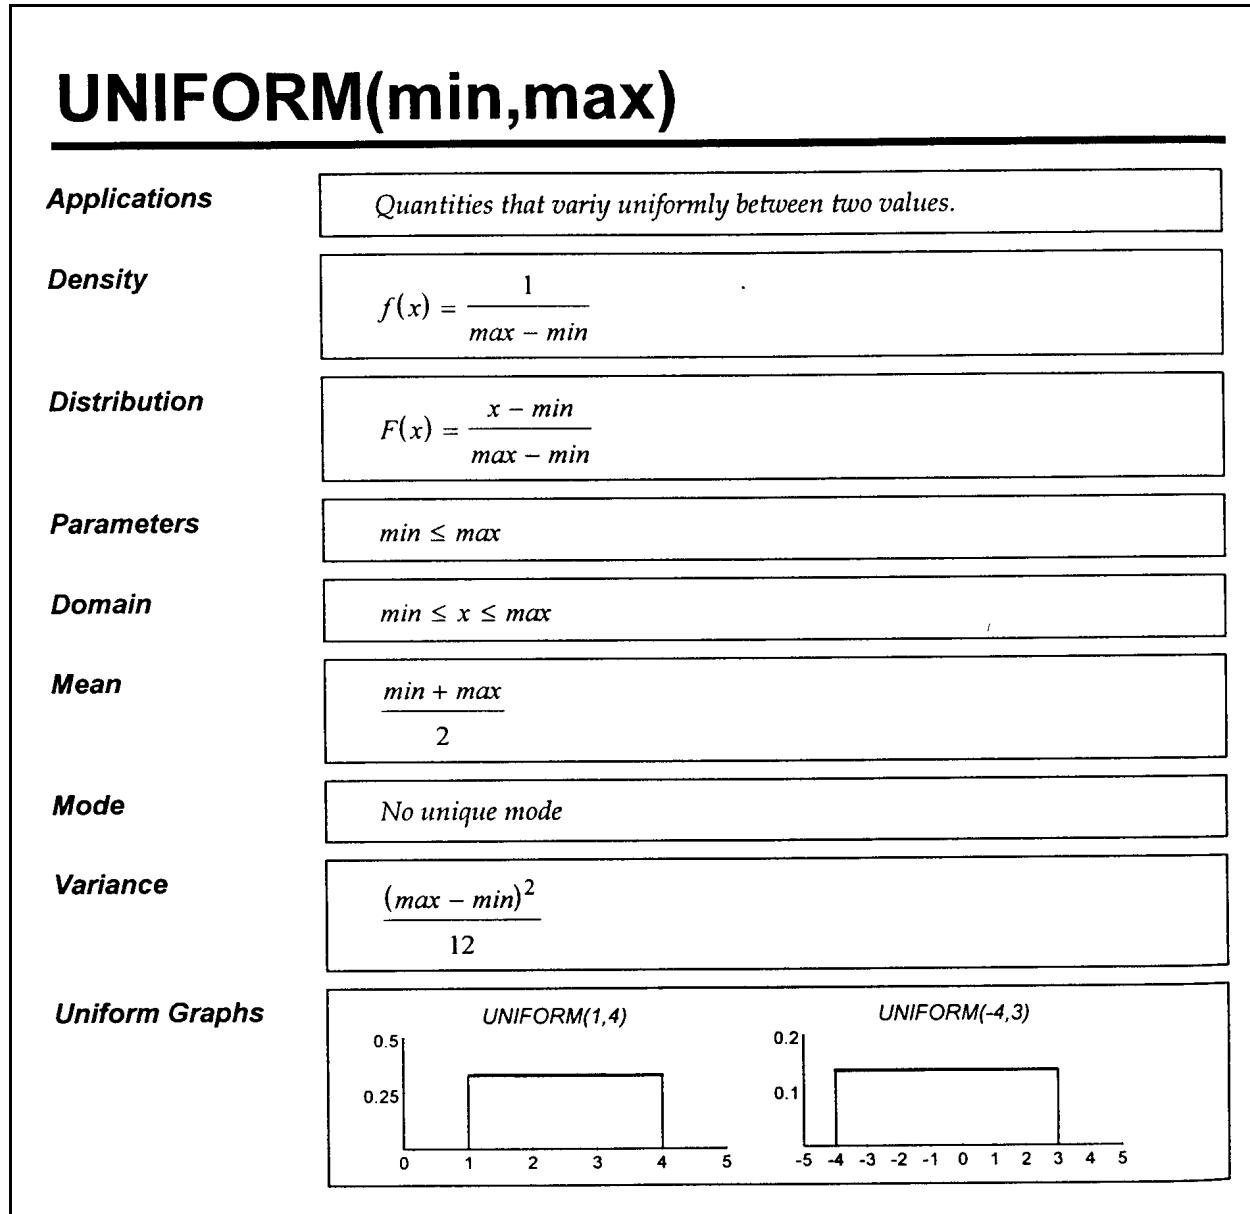 UNIFORM(min,max)
Applications
Quantities that variy uniformly between two values.
Density
f(x) = 1 / (max − min)
Distribution
F(x) = (x − min) / (max − min)
Parameters
min ≤ max
Domain
min ≤ x ≤ max
Mean
(min + max) / 2
Mode
No unique mode
Variance
(max − min)² / 12
Uniform Graphs
UNIFORM(1,4)
0.5
0.25
0 1 2 3 4 5
UNIFORM(-4,3)
0.2
0.1
-5 -4 -3 -2 -1 0 1 2 3 4 5